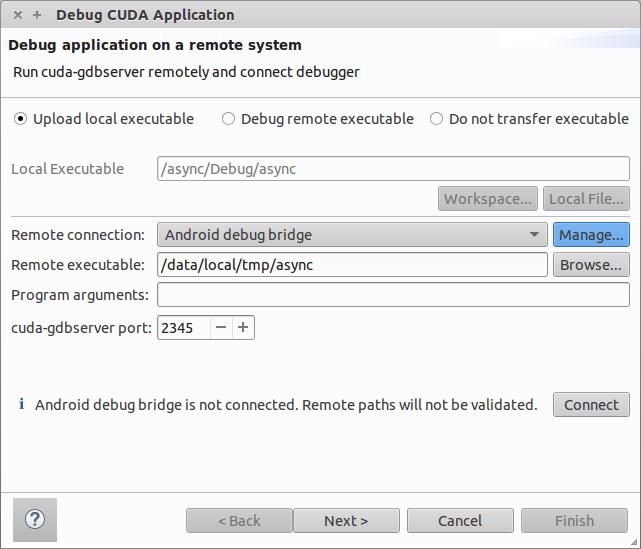 Debug CUDA Application
Debug application on a remote system
Run cuda-gdbserver remotely and connect debugger
Upload local executable Debug remote executable Do not transfer executable
Local Executable /async/Debug/async
Workspace... Local File...
Remote connection: Android debug bridge Manage...
Remote executable: /data/local/tmp/async Browse...
Program arguments:
cuda-gdbserver port: 2345 − +
i Android debug bridge is not connected. Remote paths will not be validated. Connect
? < Back Next > Cancel Finish